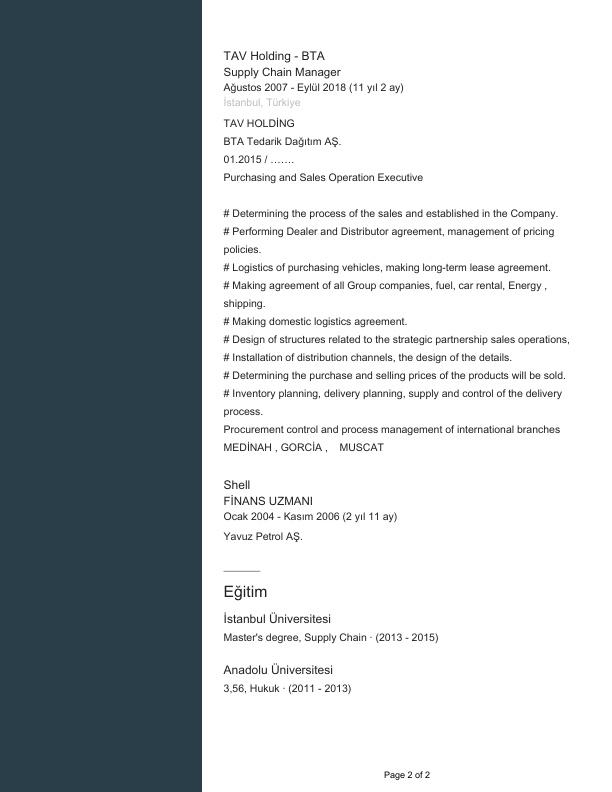 TAV Holding - BTA
Supply Chain Manager
Ağustos 2007 - Eylül 2018 (11 yıl 2 ay)
İstanbul, Türkiye
TAV HOLDİNG
BTA Tedarik Dağıtım AŞ.
01.2015 / …….
Purchasing and Sales Operation Executive
# Determining the process of the sales and established in the Company.
# Performing Dealer and Distributor agreement, management of pricing
policies.
# Logistics of purchasing vehicles, making long-term lease agreement.
# Making agreement of all Group companies, fuel, car rental, Energy ,
shipping.
# Making domestic logistics agreement.
# Design of structures related to the strategic partnership sales operations,
# Installation of distribution channels, the design of the details.
# Determining the purchase and selling prices of the products will be sold.
# Inventory planning, delivery planning, supply and control of the delivery
process.
Procurement control and process management of international branches
MEDİNAH , GORCİA ,    MUSCAT
Shell
FİNANS UZMANI
Ocak 2004 - Kasım 2006 (2 yıl 11 ay)
Yavuz Petrol AŞ.
Eğitim
İstanbul Üniversitesi
Master's degree, Supply Chain · (2013 - 2015)
Anadolu Üniversitesi
3,56, Hukuk · (2011 - 2013)
Page 2 of 2